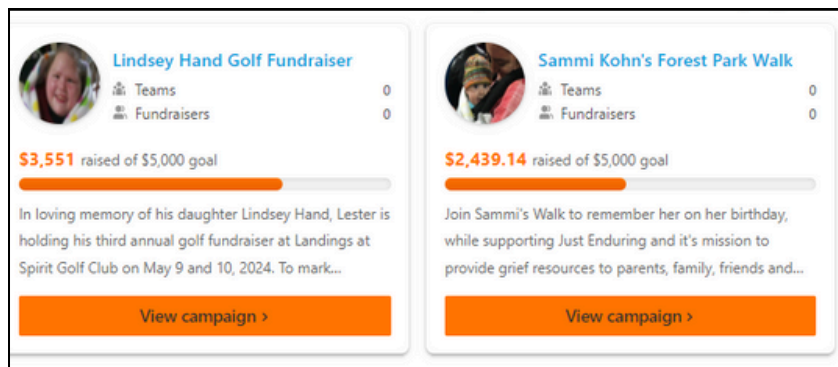 Lindsey Hand Golf Fundraiser
Teams 0
Fundraisers 0
$3,551 raised of $5,000 goal
In loving memory of his daughter Lindsey Hand, Lester is
holding his third annual golf fundraiser at Landings at
Spirit Golf Club on May 9 and 10, 2024. To mark...
View campaign ›
Sammi Kohn's Forest Park Walk
Teams 0
Fundraisers 0
$2,439.14 raised of $5,000 goal
Join Sammi's Walk to remember her on her birthday,
while supporting Just Enduring and it's mission to
provide grief resources to parents, family, friends and...
View campaign ›